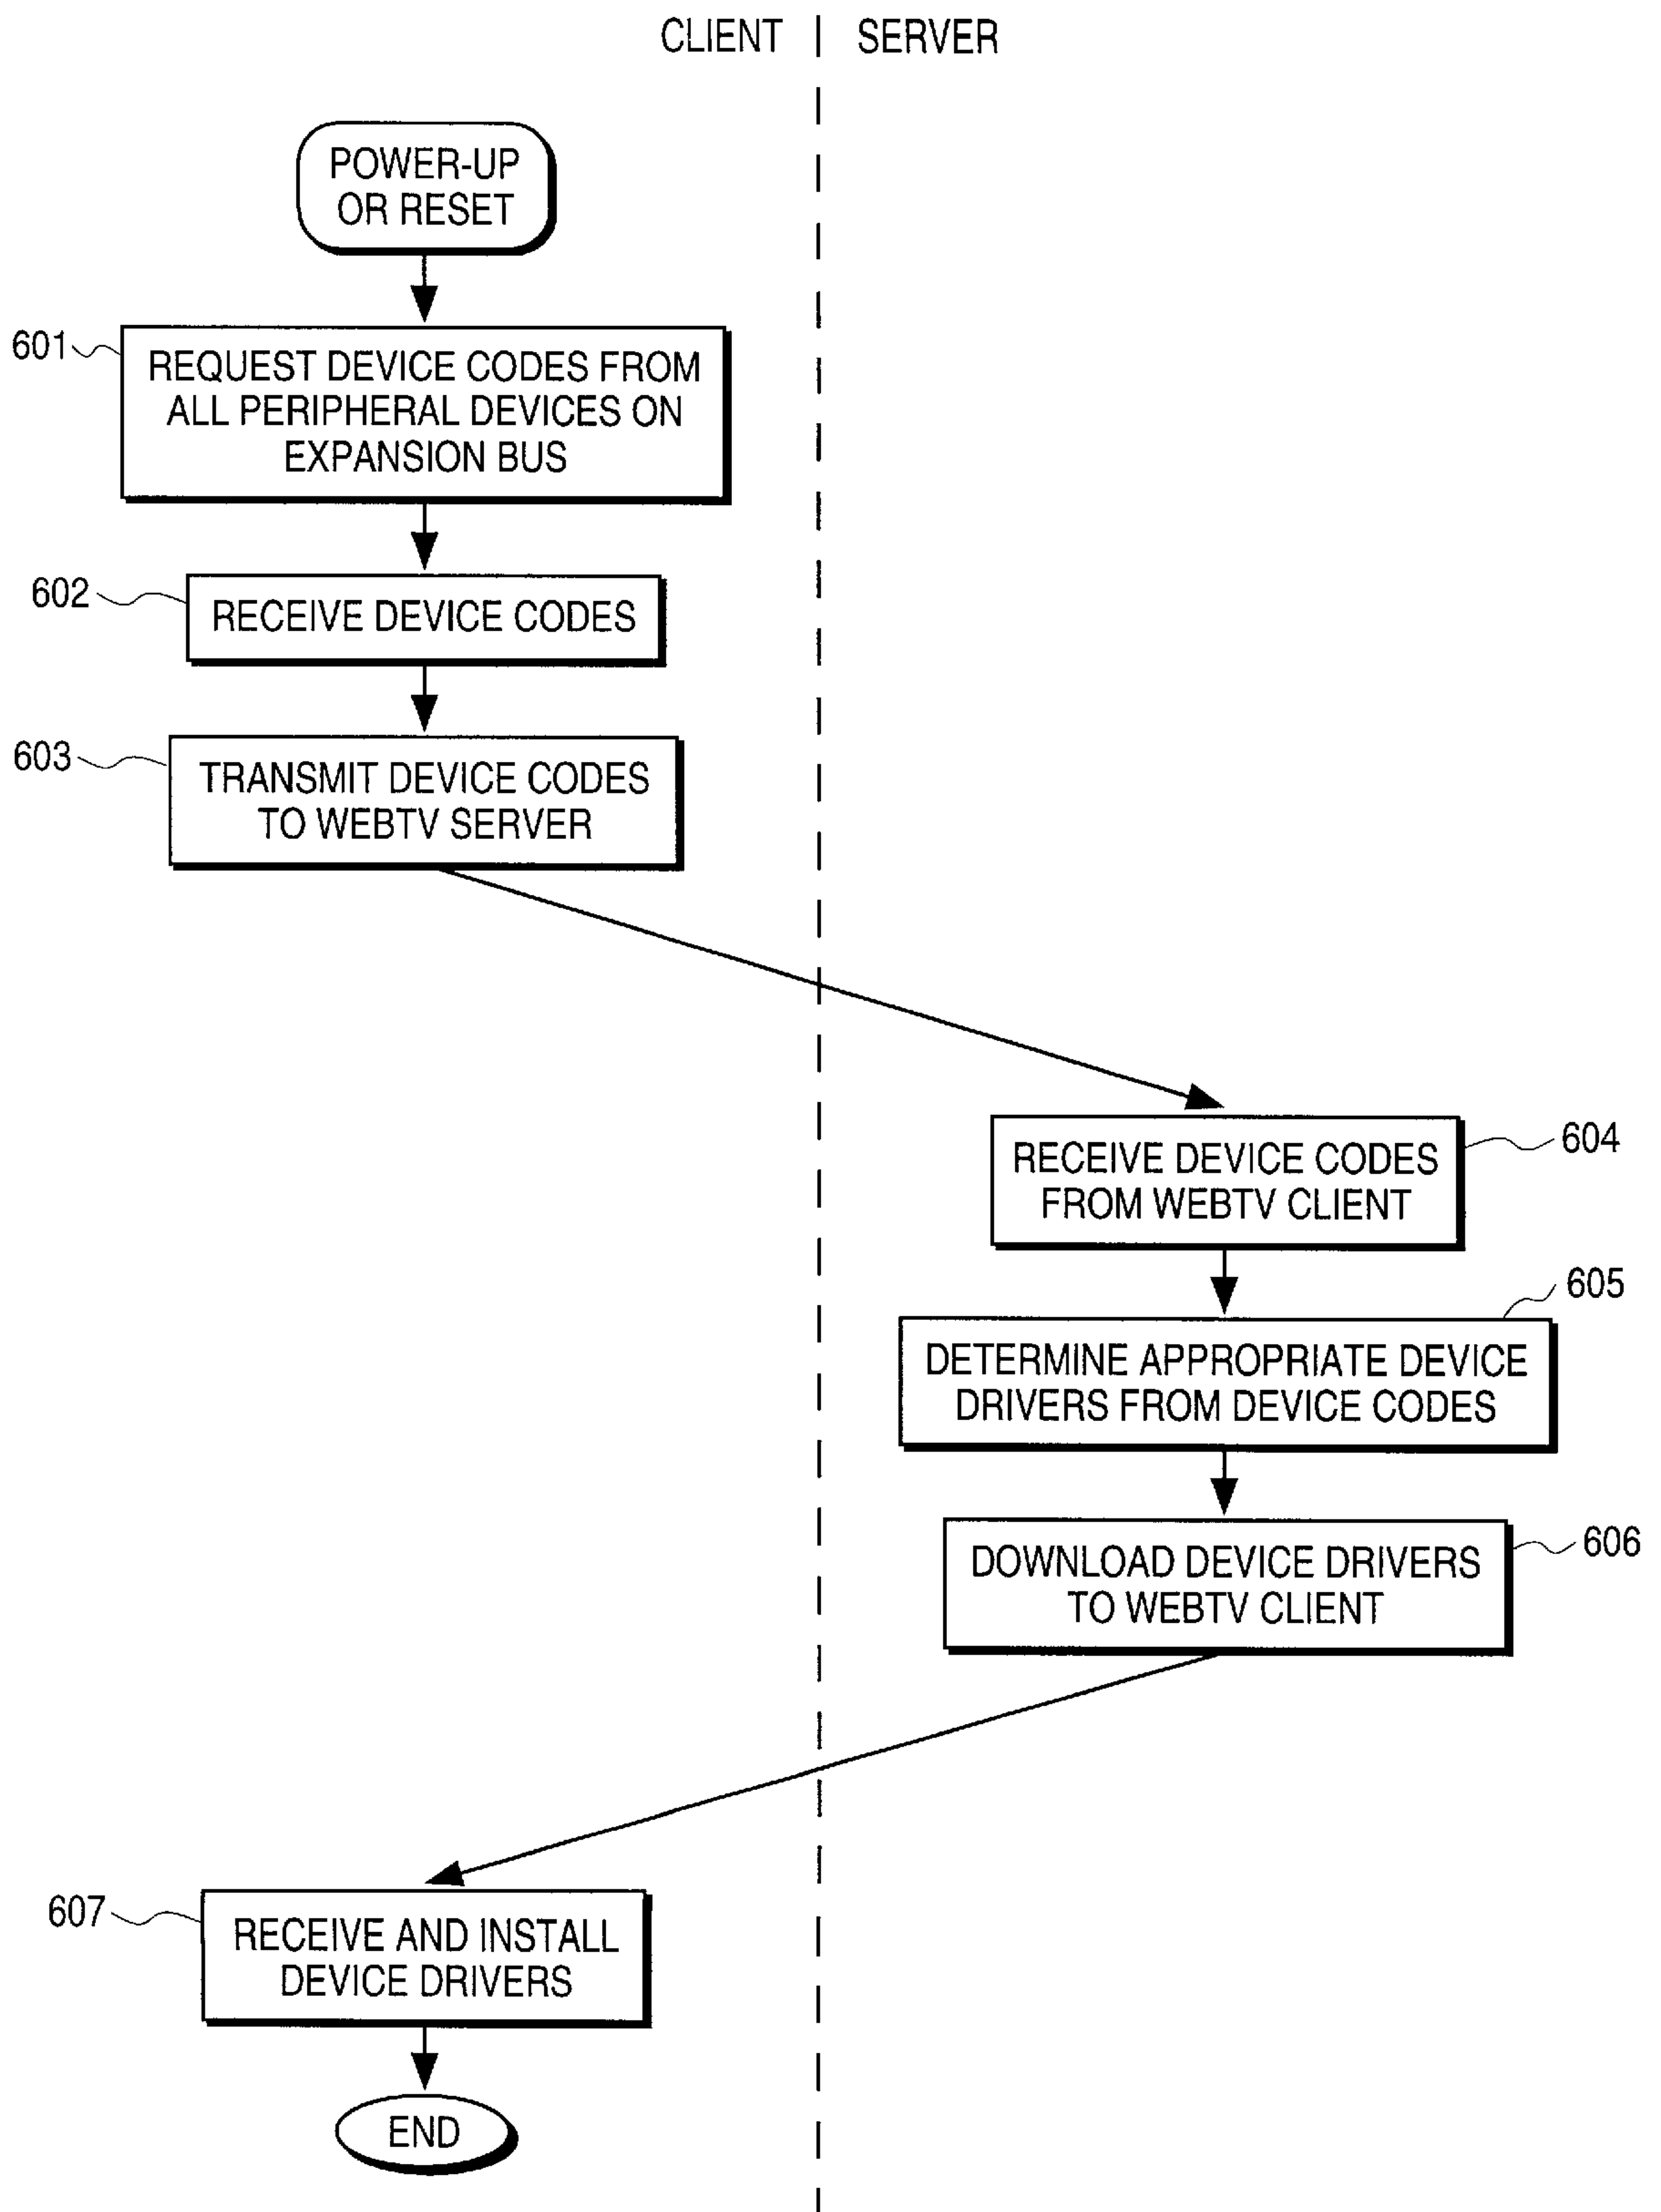 CLIENT | SERVER
POWER-UP
OR RESET
601
REQUEST DEVICE CODES FROM
ALL PERIPHERAL DEVICES ON
EXPANSION BUS
602
RECEIVE DEVICE CODES
603
TRANSMIT DEVICE CODES
TO WEBTV SERVER
604
RECEIVE DEVICE CODES
FROM WEBTV CLIENT
605
DETERMINE APPROPRIATE DEVICE
DRIVERS FROM DEVICE CODES
606
DOWNLOAD DEVICE DRIVERS
TO WEBTV CLIENT
607
RECEIVE AND INSTALL
DEVICE DRIVERS
END